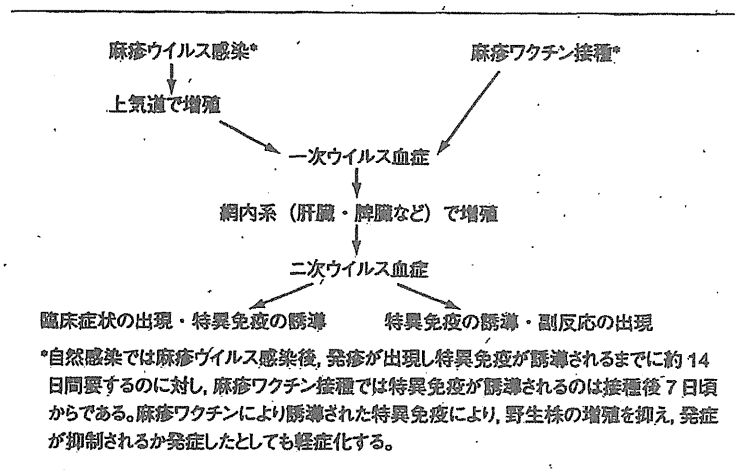 麻疹ウイルス感染*
麻疹ワクチン接種*
上気道で増殖
一次ウイルス血症
網内系（肝臓・脾臓など）で増殖
二次ウイルス血症
臨床症状の出現・特異免疫の誘導
特異免疫の誘導・副反応の出現
*自然感染では麻疹ウイルス感染後, 発疹が出現し特異免疫が誘導されるまでに約14
日間要するのに対し, 麻疹ワクチン接種では特異免疫が誘導されるのは接種後7日頃
からである。麻疹ワクチンにより誘導された特異免疫により, 野生株の増殖を抑え, 発症
が抑制されるか発症したとしても軽症化する。